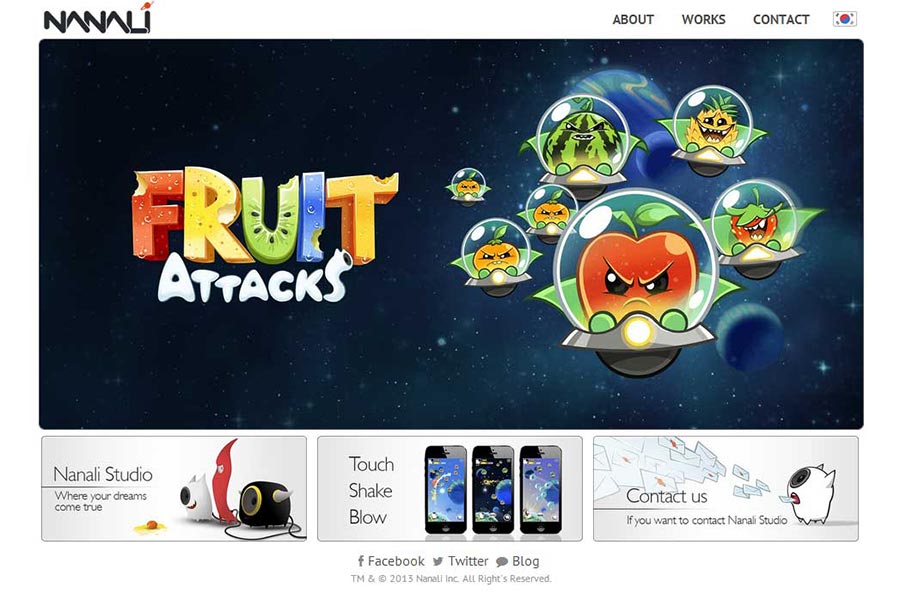 NANALI
ABOUT WORKS CONTACT
FRUIT
ATTACKS
Nanali Studio
Where your dreams
come true
Touch
Shake
Blow
Contact us
If you want to contact Nanali Studio
Facebook Twitter Blog
TM & © 2013 Nanali Inc. All Right`s Reserved.